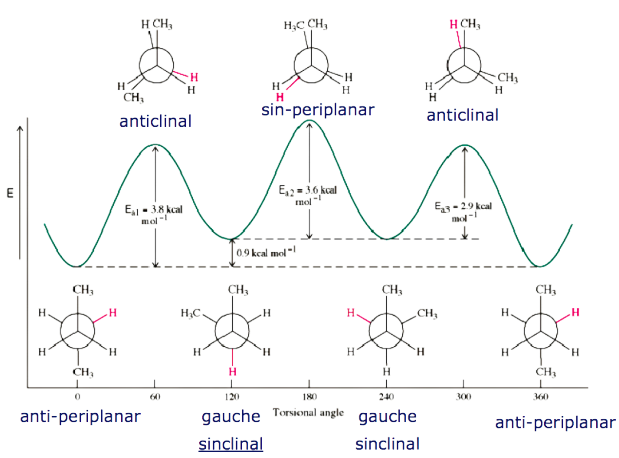 H CH₃
H
H
H
CH₃
anticlinal
H₃C CH₃
H
H
H
H
sin-periplanar
H CH₃
CH₃
H
H
H
anticlinal
m
Eₐ₁ = 3.8 kcal
mol⁻¹
Eₐ₂ = 3.6 kcal
mol⁻¹
Eₐ₃ = 2.9 kcal
mol⁻¹
0.9 kcal mol⁻¹
CH₃
H
H
H
H
CH₃
CH₃
H₃C
H
H
H
H
CH₃
H
CH₃
H
H
H
CH₃
H
H
H
H
CH₃
0 60 120 180 240 300 360
Torsional angle
anti-periplanar
gauche
sinclinal
gauche
sinclinal
anti-periplanar